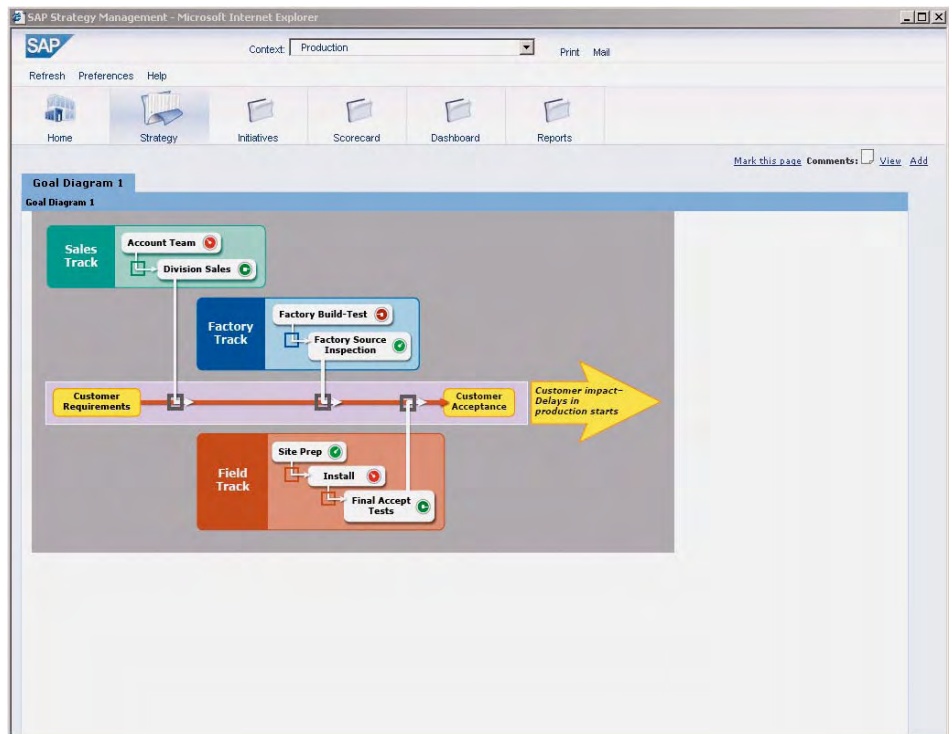 SAP Strategy Management - Microsoft Internet Explorer
SAP
Context: Production
Print Mail
Refresh Preferences Help
Home Strategy Initiatives Scorecard Dashboard Reports
Mark this page Comments: View Add
Goal Diagram 1
Goal Diagram 1
Sales
Track
Account Team
Division Sales
Factory
Track
Factory Build-Test
Factory Source
Inspection
Customer
Requirements
Customer
Acceptance
Customer impact–
Delays in
production starts
Field
Track
Site Prep
Install
Final Accept
Tests